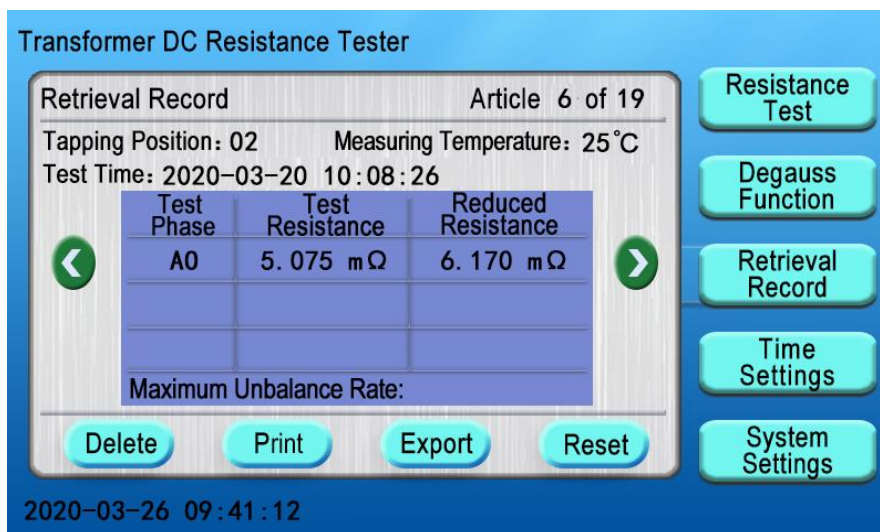 Transformer DC Resistance Tester
Retrieval Record Article 6 of 19
Tapping Position: 02 Measuring Temperature: 25℃
Test Time: 2020-03-20 10:08:26
Test Phase Test Resistance Reduced Resistance
A0 5.075 mΩ 6.170 mΩ
Maximum Unbalance Rate:
Delete Print Export Reset
Resistance
Test
Degauss
Function
Retrieval
Record
Time
Settings
System
Settings
2020-03-26 09:41:12